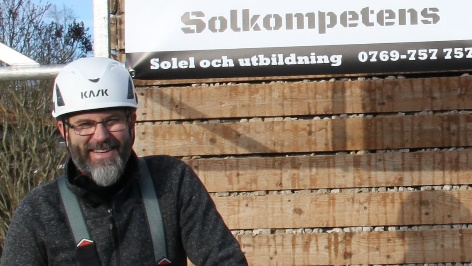 Solkompetens
Solel och utbildning 0769-757 757
KASK